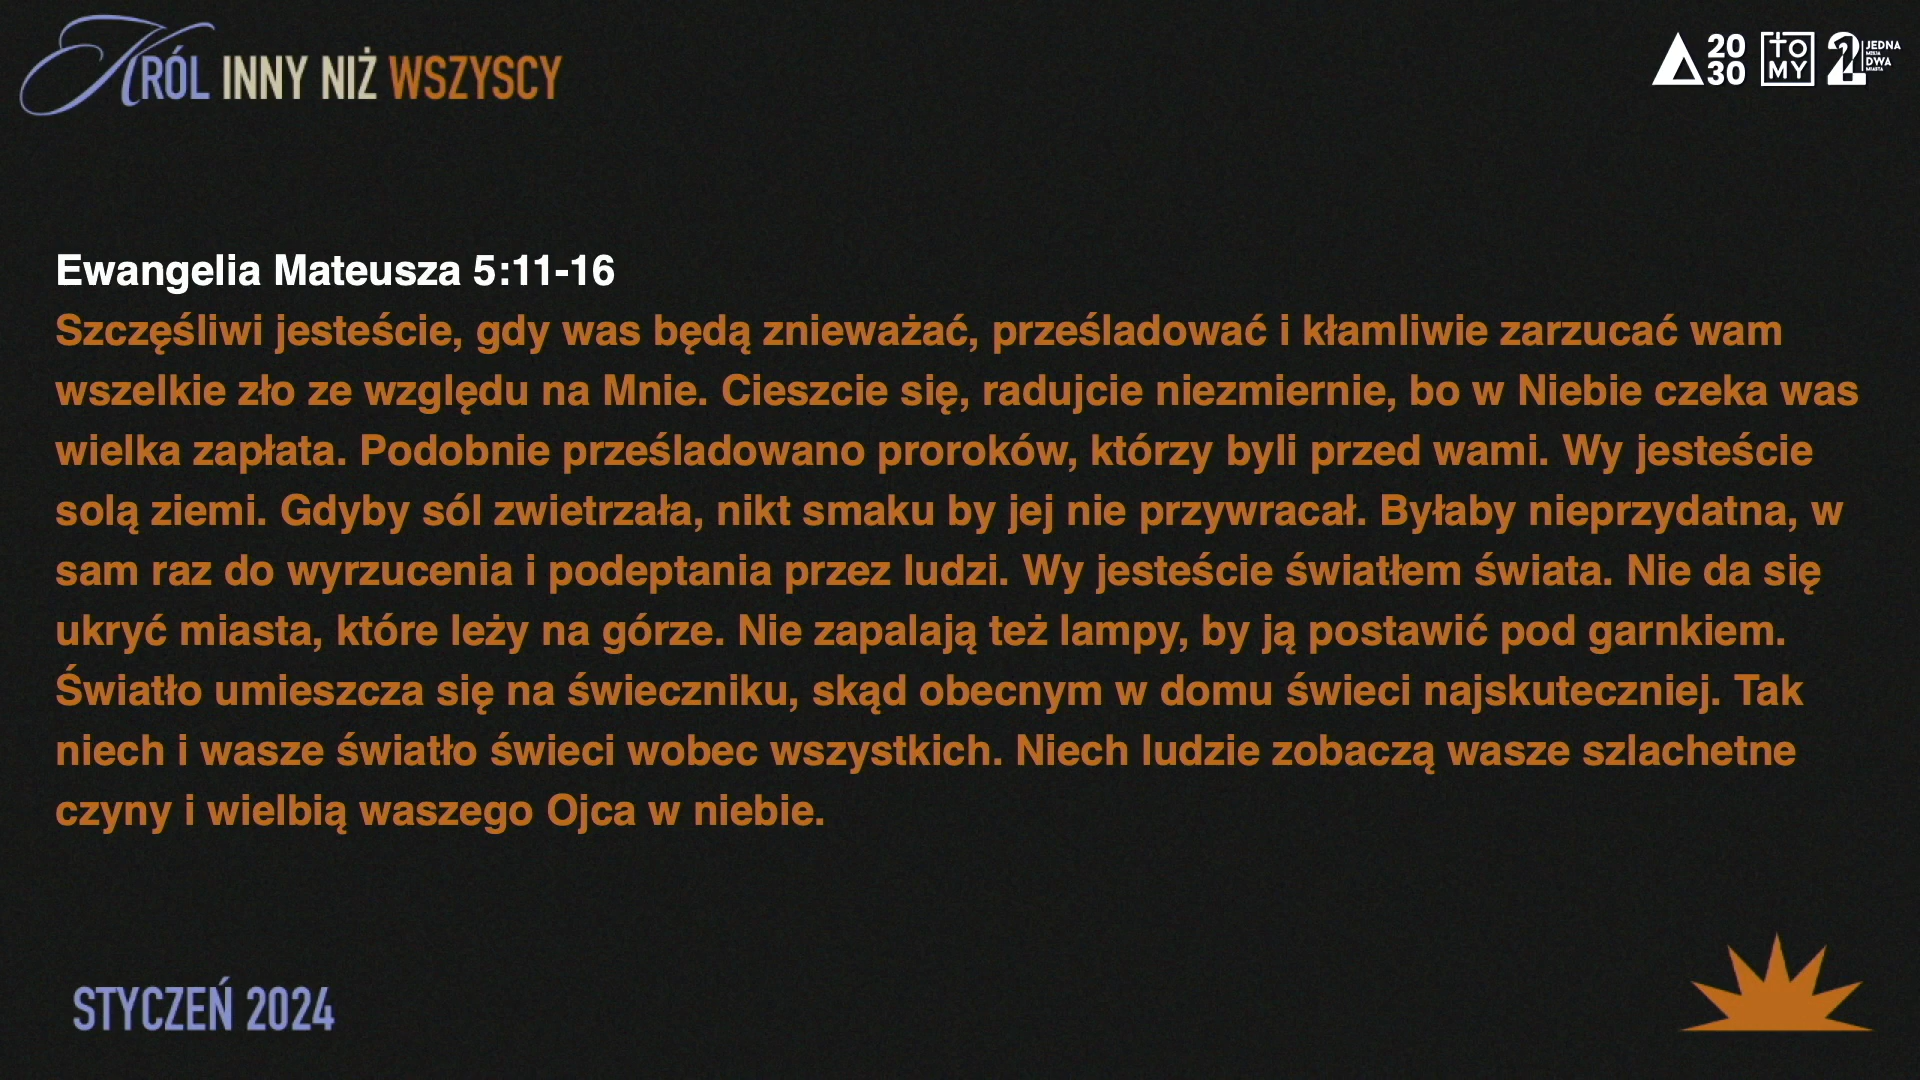 KRÓL INNY NIŻ WSZYSCY
20
30
TO
MY
21
JEDNA
MISJA
DWA
MIASTA
Ewangelia Mateusza 5:11-16
Szczęśliwi jesteście, gdy was będą znieważać, prześladować i kłamliwie zarzucać wam
wszelkie zło ze względu na Mnie. Cieszcie się, radujcie niezmiernie, bo w Niebie czeka was
wielka zapłata. Podobnie prześladowano proroków, którzy byli przed wami. Wy jesteście
solą ziemi. Gdyby sól zwietrzała, nikt smaku by jej nie przywracał. Byłaby nieprzydatna, w
sam raz do wyrzucenia i podeptania przez ludzi. Wy jesteście światłem świata. Nie da się
ukryć miasta, które leży na górze. Nie zapalają też lampy, by ją postawić pod garnkiem.
Światło umieszcza się na świeczniku, skąd obecnym w domu świeci najskuteczniej. Tak
niech i wasze światło świeci wobec wszystkich. Niech ludzie zobaczą wasze szlachetne
czyny i wielbią waszego Ojca w niebie.
STYCZEŃ 2024